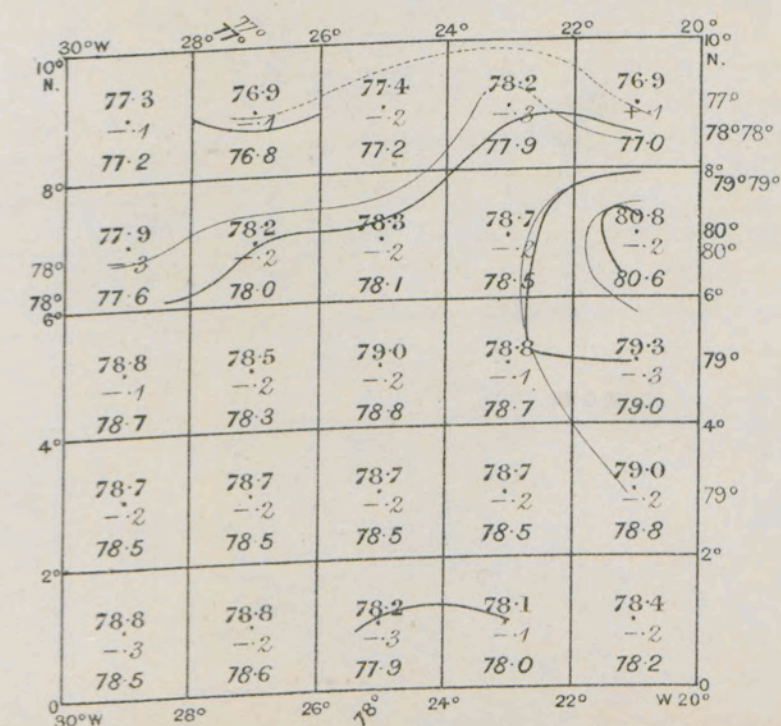 77°
77°
30°W 28° 26° 24° 22° 20°
10° 10°
N. N.
77·3 76·9 77·4 78·2 76·9 77°
—·1 —·1 —·2 —·3 +·1
77·2 76·8 77·2 77·9 77·0 78° 78°
8° 8°
79° 79°
77·9 78·2 78·3 78·7 80·8 80°
78° —·3 —·2 —·2 —·2 —·2 80°
78° 77·6 78·0 78·1 78·5 80·6
6° 6°
78·8 78·5 79·0 78·8 79·3 79°
—·1 —·2 —·2 —·1 —·3
78·7 78·3 78·8 78·7 79·0
4° 4°
78·7 78·7 78·7 78·7 79·0
—·2 —·2 —·2 —·2 —·2 79°
78·5 78·5 78·5 78·5 78·8
2° 2°
78·8 78·8 78·2 78·1 78·4
—·3 —·2 —·3 —·1 —·2
78·5 78·6 77·9 78·0 78·2
0 0
30°W 28° 26° 78° 24° 22° W 20°